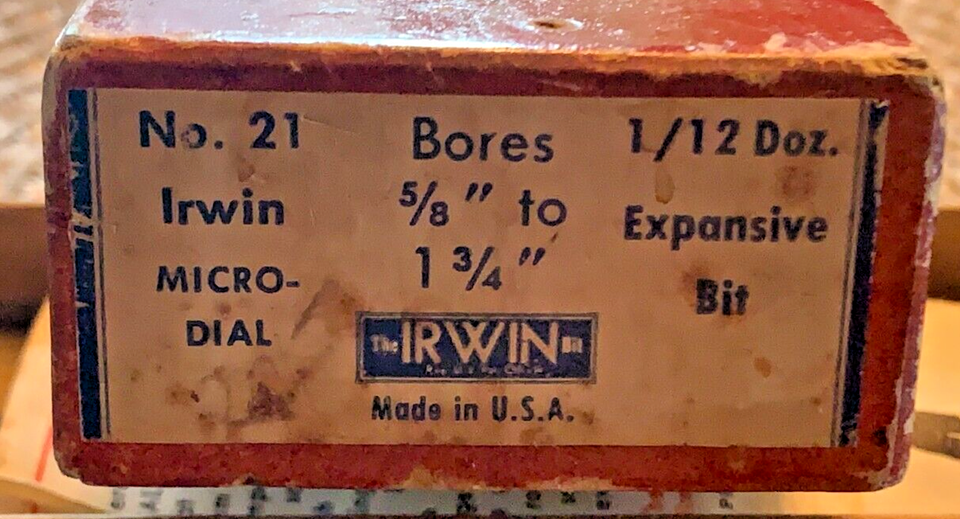 No. 21
Irwin
MICRO-
DIAL
Bores
5/8" to
1 3/4"
The IRWIN Bit
Made in U.S.A.
1/12 Doz.
Expansive
Bit